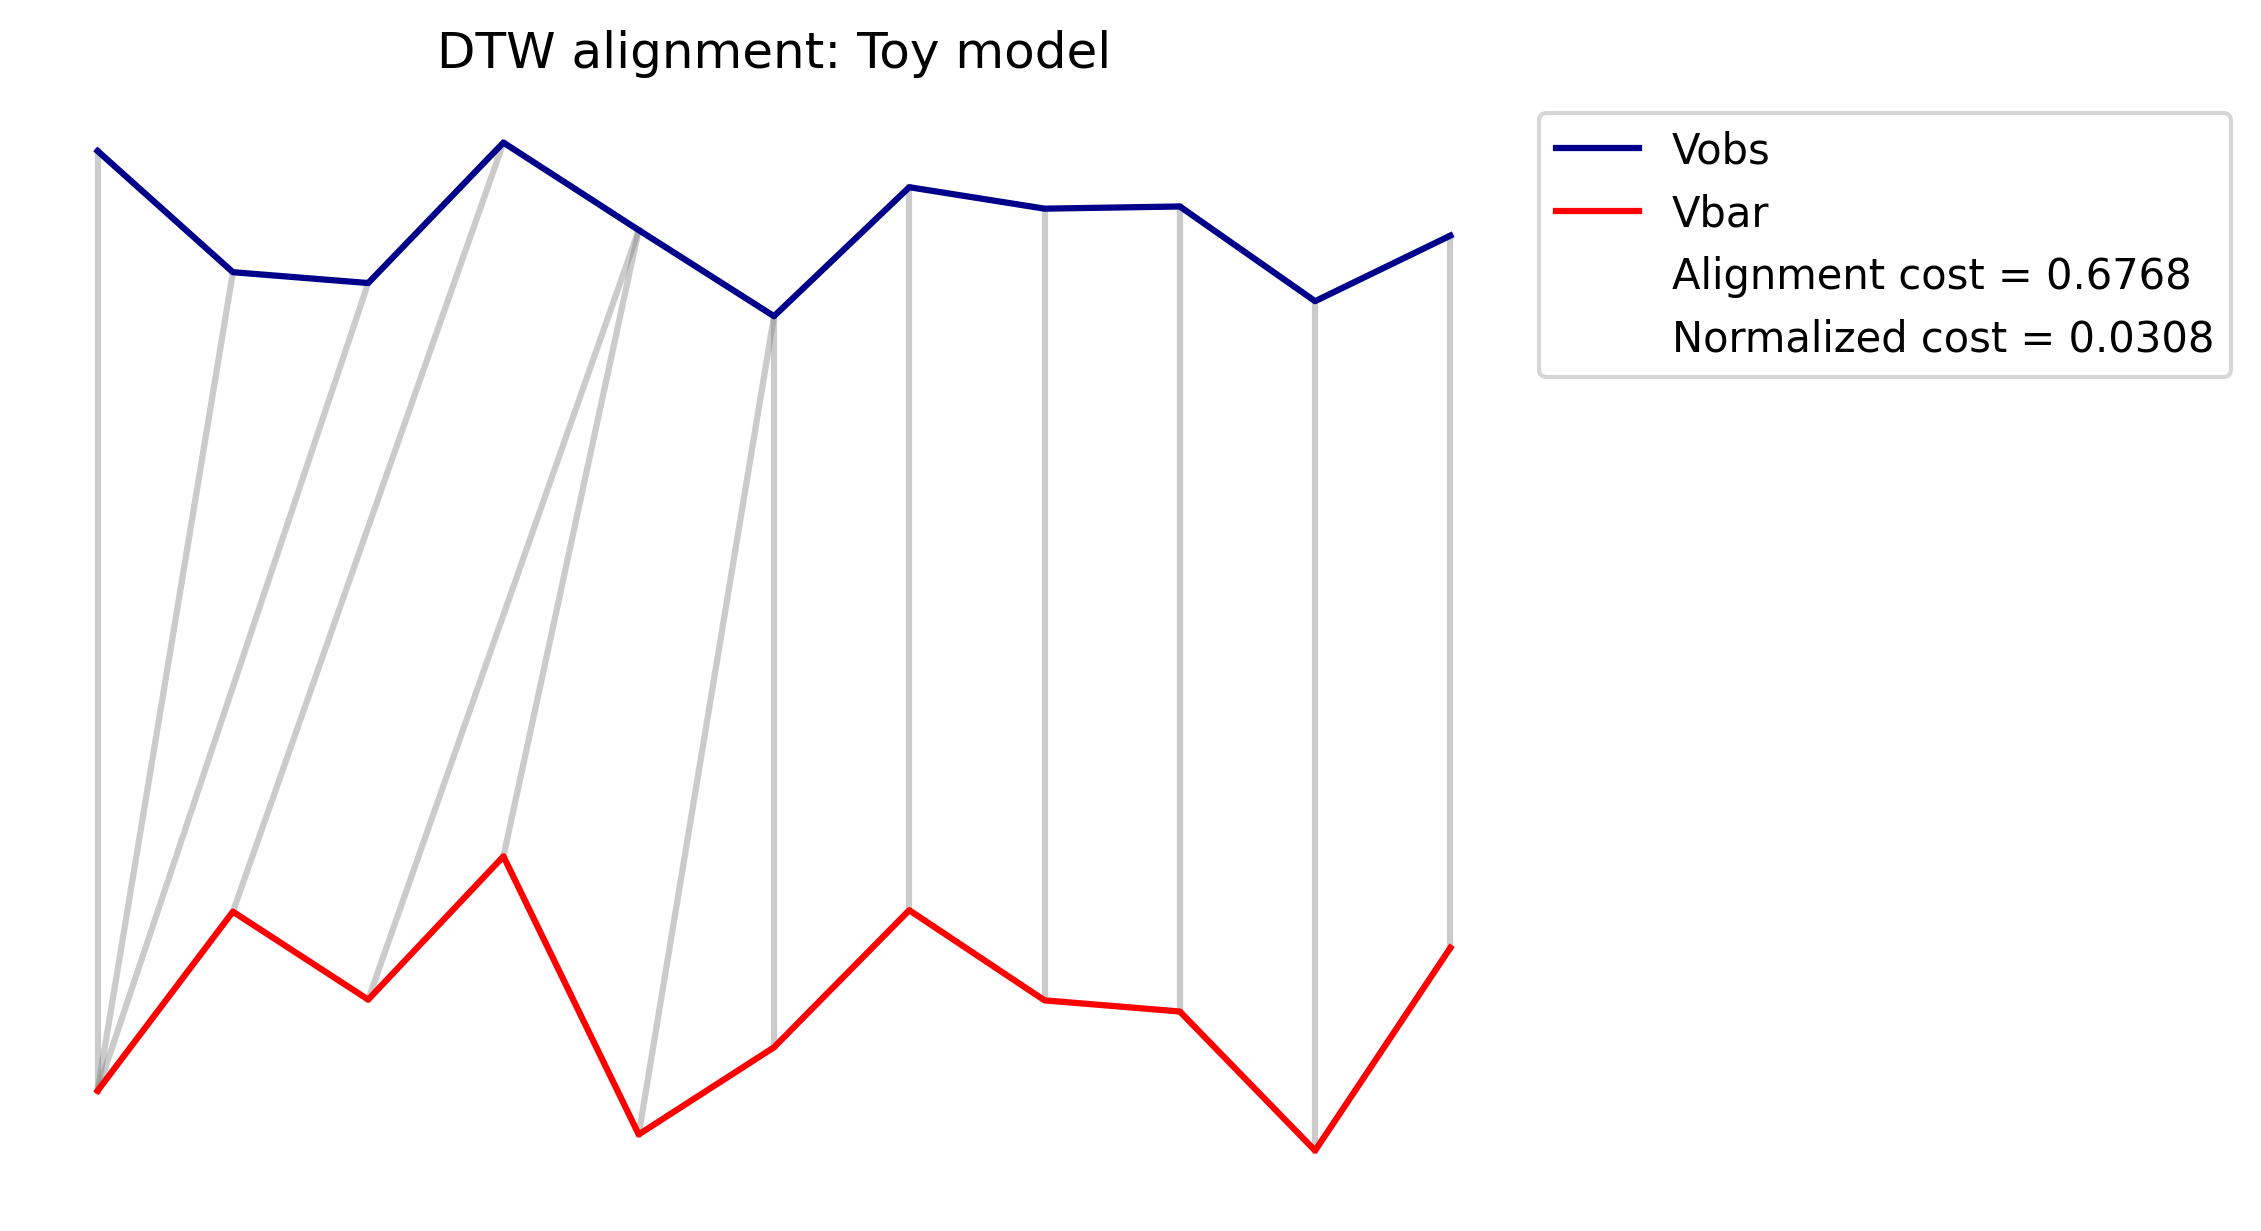 DTW alignment: Toy model
Vobs
Vbar
Alignment cost = 0.6768
Normalized cost = 0.0308